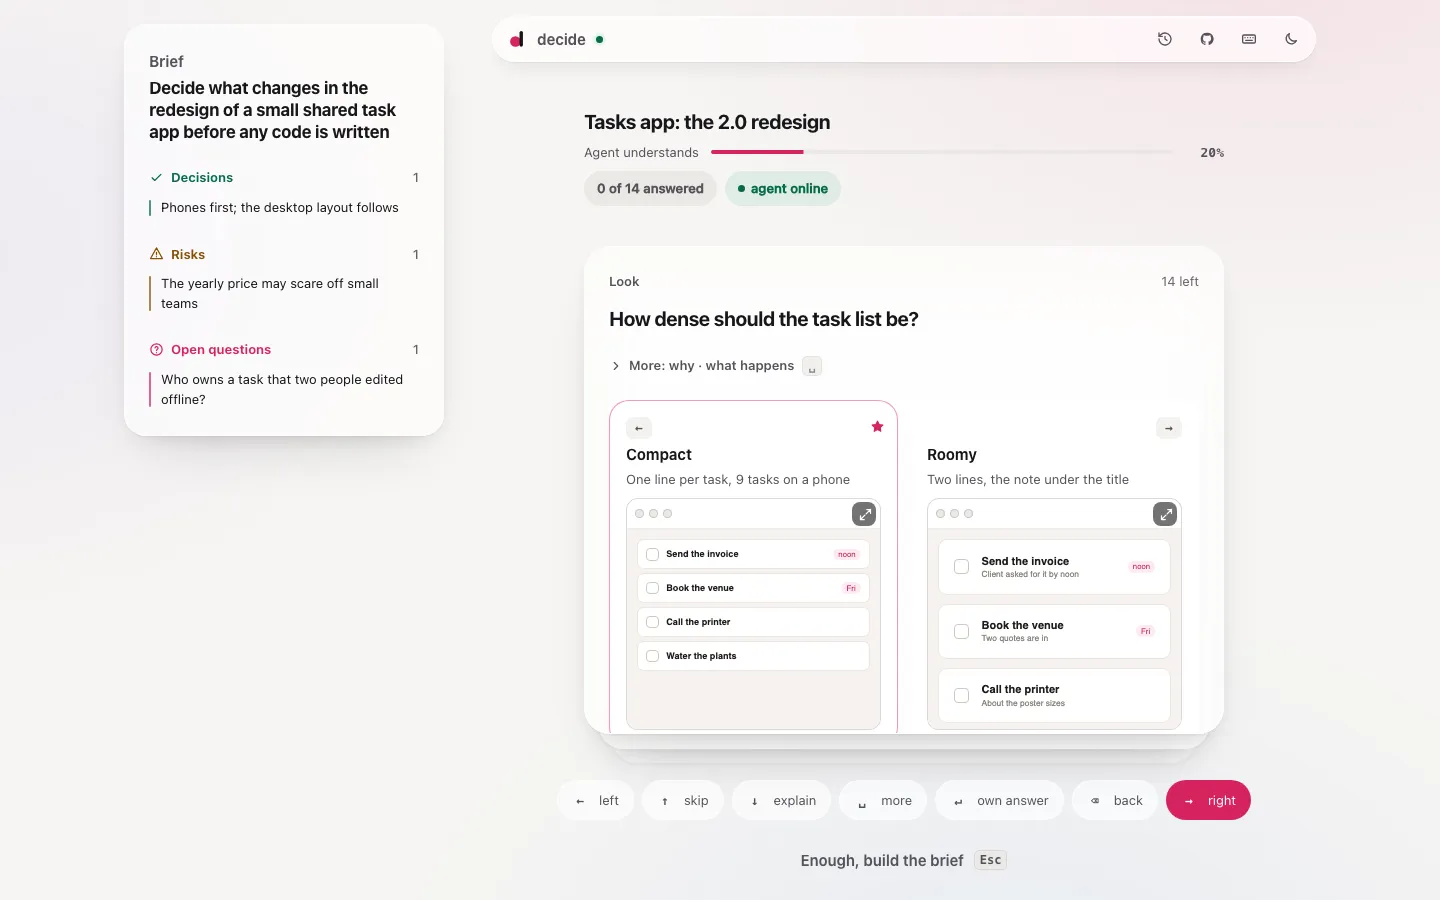 Brief
Decide what changes in the
redesign of a small shared task
app before any code is written
Decisions 1
Phones first; the desktop layout follows
Risks 1
The yearly price may scare off small
teams
Open questions 1
Who owns a task that two people edited
offline?
decide
Tasks app: the 2.0 redesign
Agent understands 20%
0 of 14 answered agent online
Look 14 left
How dense should the task list be?
More: why · what happens ␣
←
Compact
One line per task, 9 tasks on a phone
Send the invoice noon
Book the venue Fri
Call the printer
Water the plants
→
Roomy
Two lines, the note under the title
Send the invoice noon
Client asked for it by noon
Book the venue Fri
Two quotes are in
Call the printer
About the poster sizes
← left ↑ skip ↓ explain ␣ more ↵ own answer ⌫ back → right
Enough, build the brief Esc